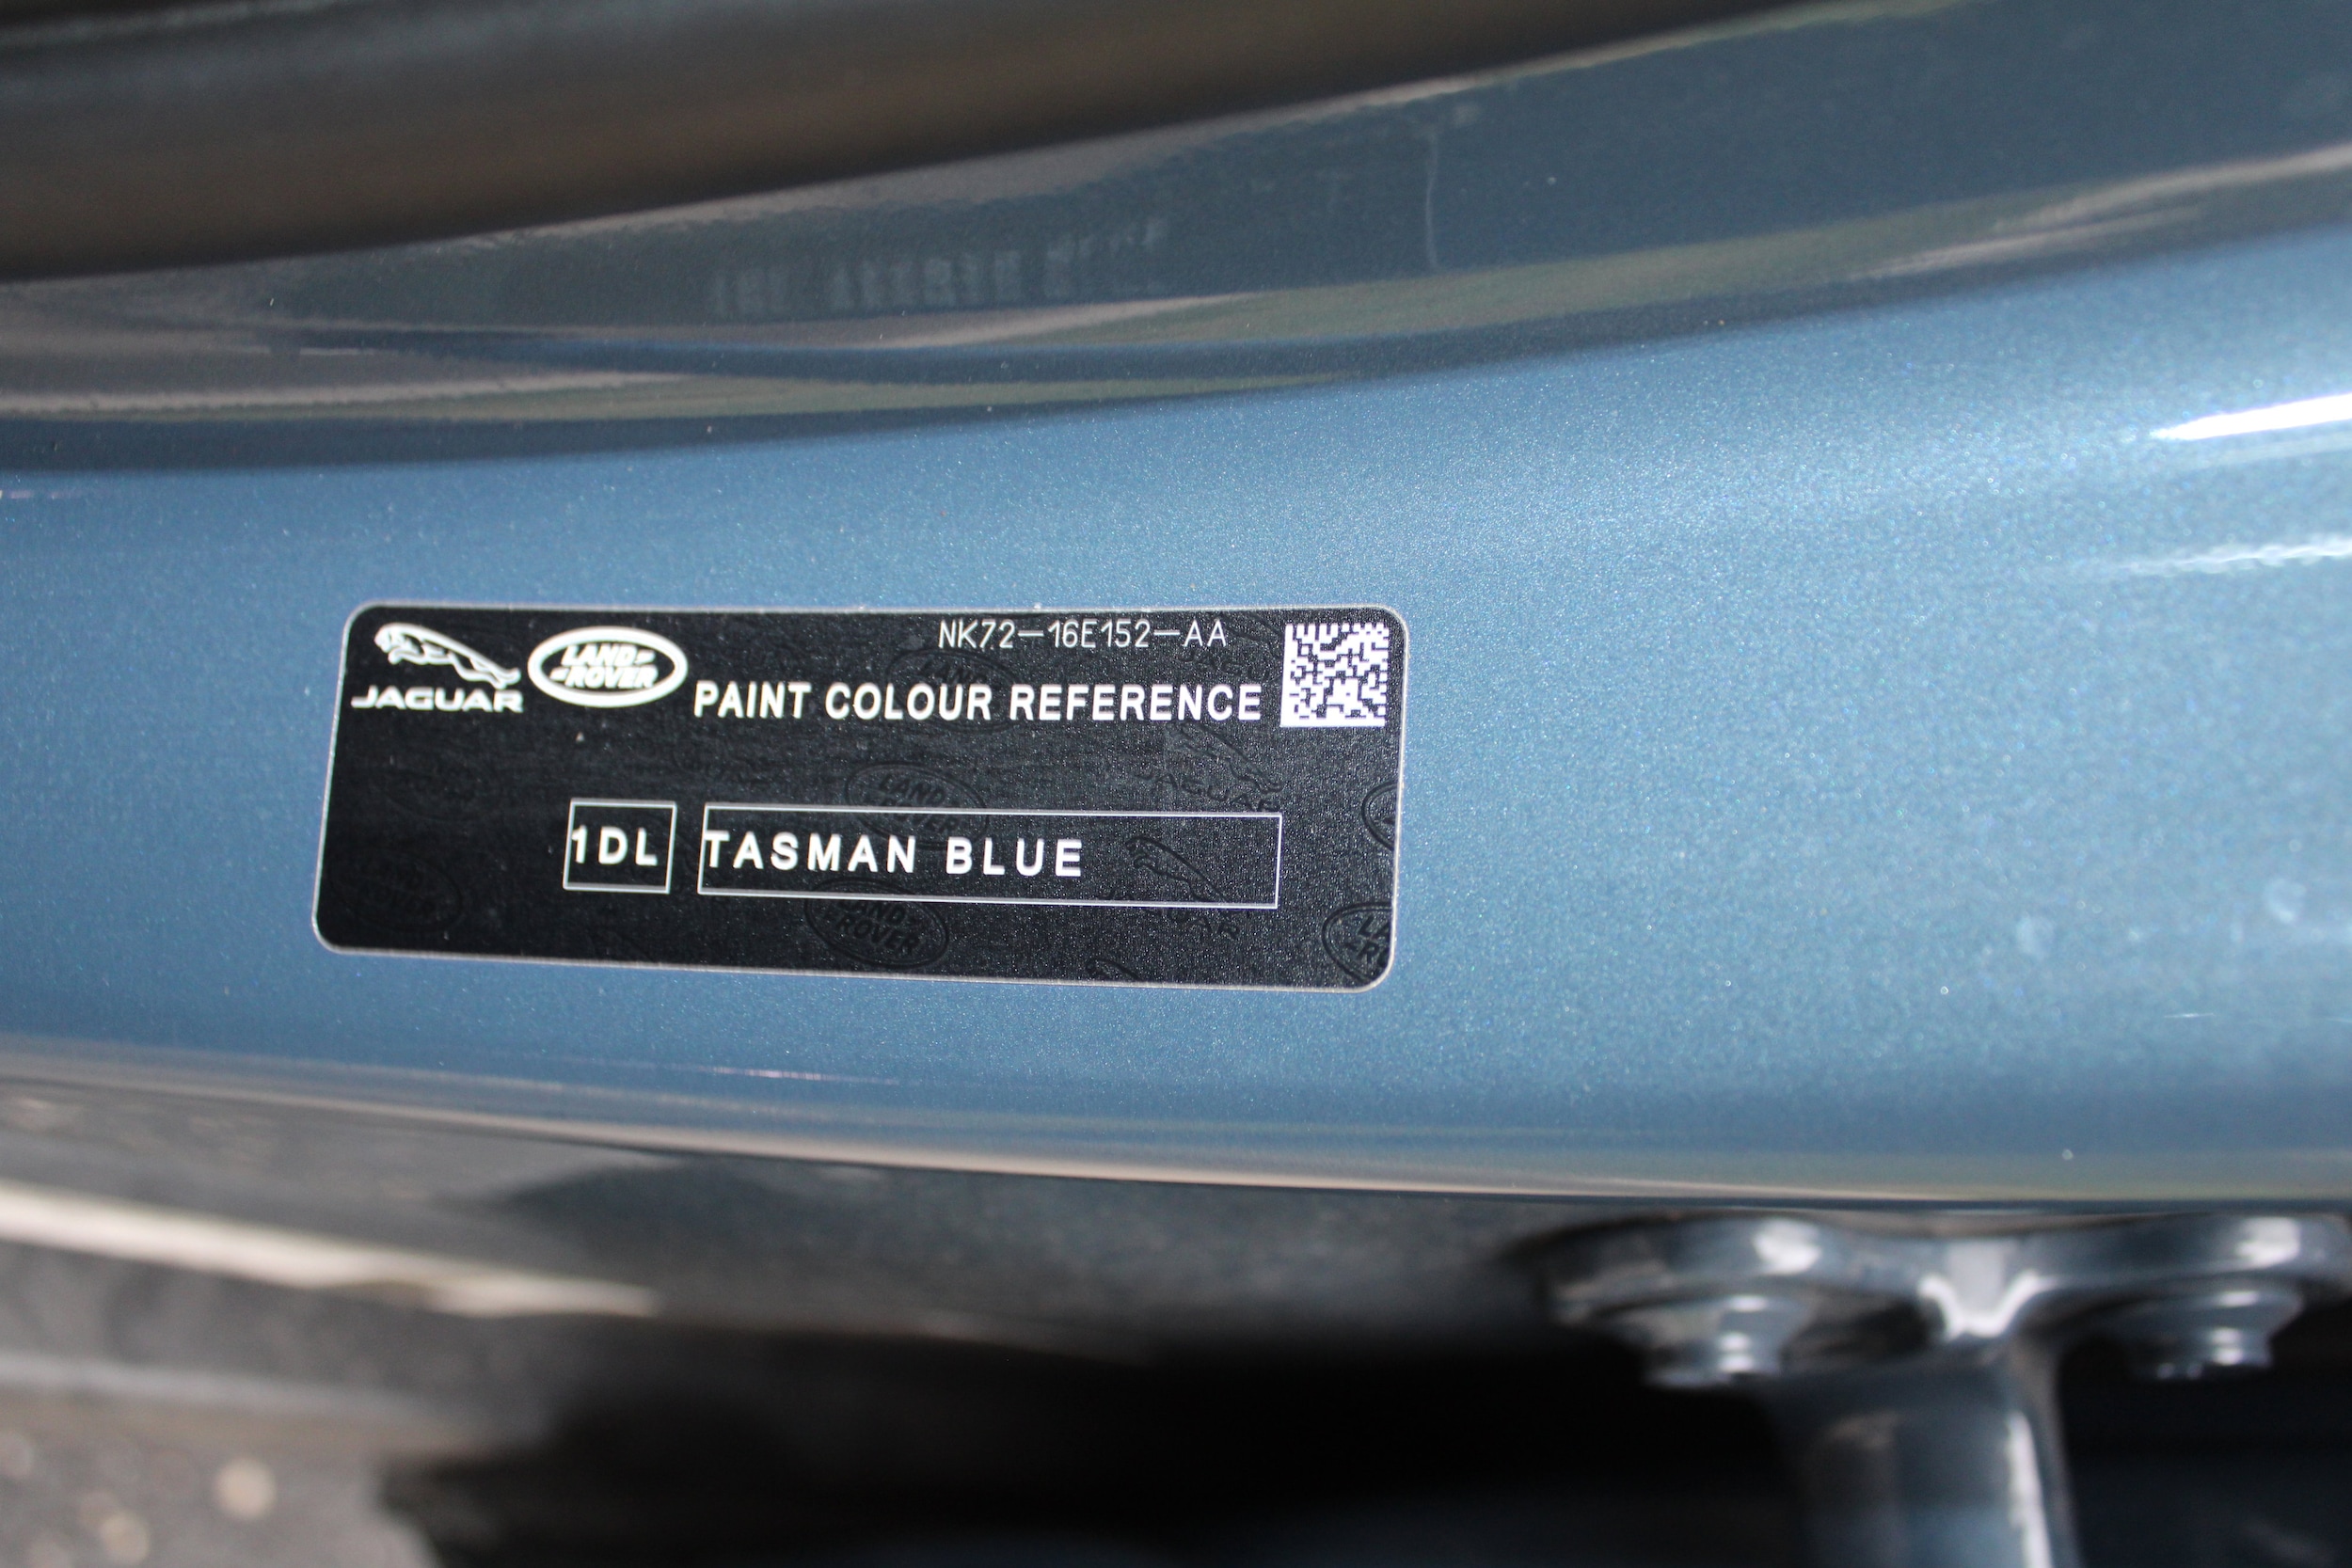 NK72-16E152-AA
JAGUAR
LAND
ROVER
PAINT COLOUR REFERENCE
1DL TASMAN BLUE